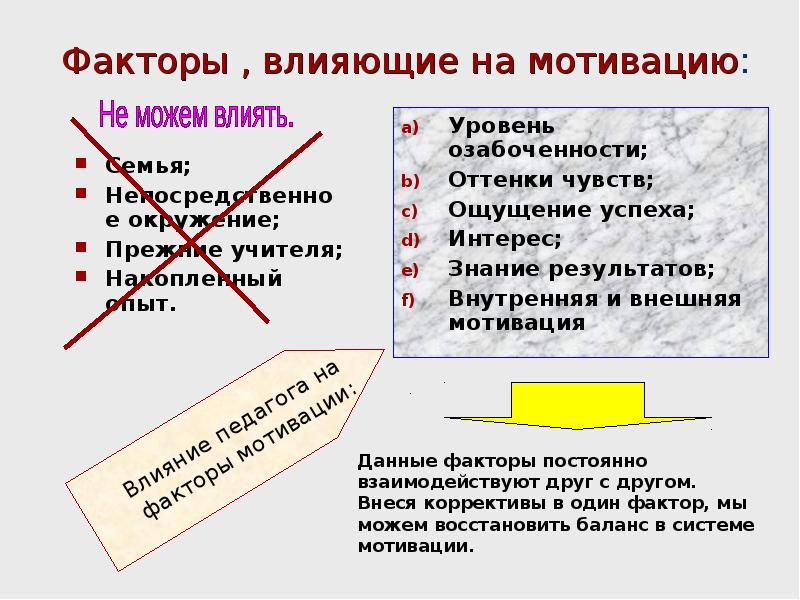 Факторы , влияющие на мотивацию:
Не можем влиять.
Семья;
Непосредственно
е окружение;
Прежние учителя;
Накопленный
опыт.
a) Уровень
озабоченности;
b) Оттенки чувств;
c) Ощущение успеха;
d) Интерес;
e) Знание результатов;
f) Внутренняя и внешняя
мотивация
Влияние педагога на
факторы мотивации:
Данные факторы постоянно
взаимодействуют друг с другом.
Внеся коррективы в один фактор, мы
можем восстановить баланс в системе
мотивации.